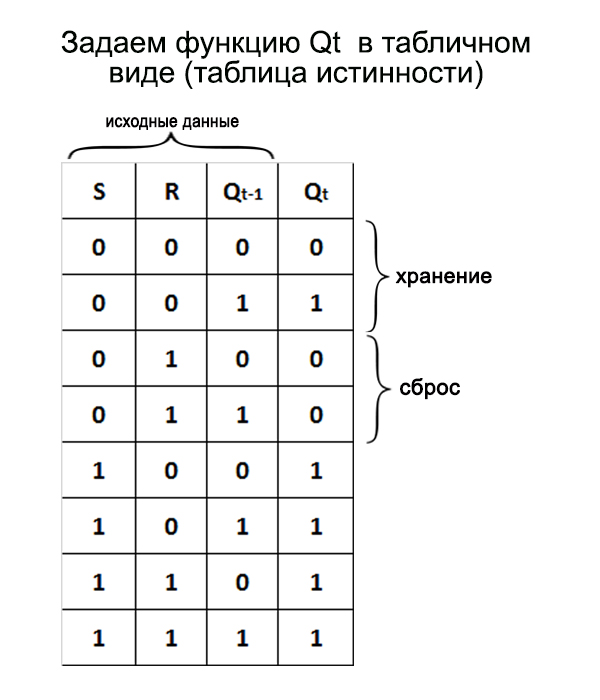 Задаем функцию Qt в табличном
виде (таблица истинности)
исходные данные
S R Qt-1 Qt
0 0 0 0
0 0 1 1
хранение
0 1 0 0
0 1 1 0
сброс
1 0 0 1
1 0 1 1
1 1 0 1
1 1 1 1